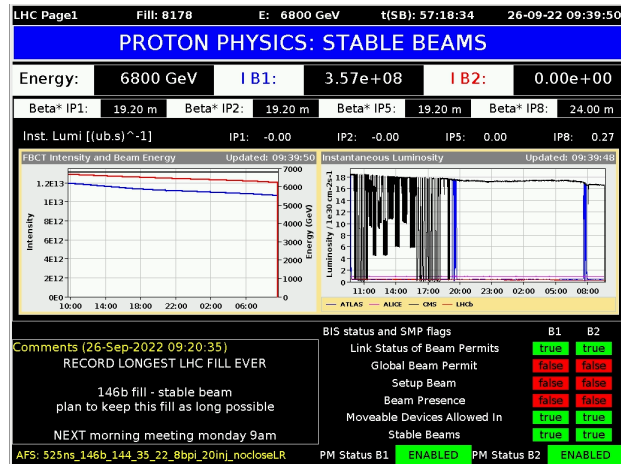 LHC Page1 Fill: 8178 E: 6800 GeV t(SB): 57:18:34 26-09-22 09:39:50
PROTON PHYSICS: STABLE BEAMS
Energy: 6800 GeV I B1: 3.57e+08 I B2: 0.00e+00
Beta* IP1: 19.20 m Beta* IP2: 19.20 m Beta* IP5: 19.20 m Beta* IP8: 24.00 m
Inst. Lumi [(ub.s)^-1] IP1: -0.00 IP2: -0.00 IP5: 0.00 IP8: 0.27
FBCT Intensity and Beam Energy Updated: 09:39:50
Intensity
1.2E13
1E13
8E12
6E12
4E12
2E12
0E0
7000
6000
5000
4000
3000
2000
1000
0
Energy (GeV)
10:00 14:00 18:00 22:00 02:00 06:00
Instantaneous Luminosity Updated: 09:39:48
Luminosity / 1e30 cm-2s-1
18
16
14
12
10
8
6
4
2
0
11:00 14:00 17:00 20:00 23:00 02:00 05:00 08:00
ATLAS ALICE CMS LHCb
Comments (26-Sep-2022 09:20:35)
RECORD LONGEST LHC FILL EVER
146b fill - stable beam
plan to keep this fill as long possible
NEXT morning meeting monday 9am
BIS status and SMP flags B1 B2
Link Status of Beam Permits true true
Global Beam Permit false false
Setup Beam false false
Beam Presence false false
Moveable Devices Allowed In true true
Stable Beams true true
AFS: 525ns_146b_144_35_22_8bpi_20inj_nocloseLR PM Status B1 ENABLED PM Status B2 ENABLED